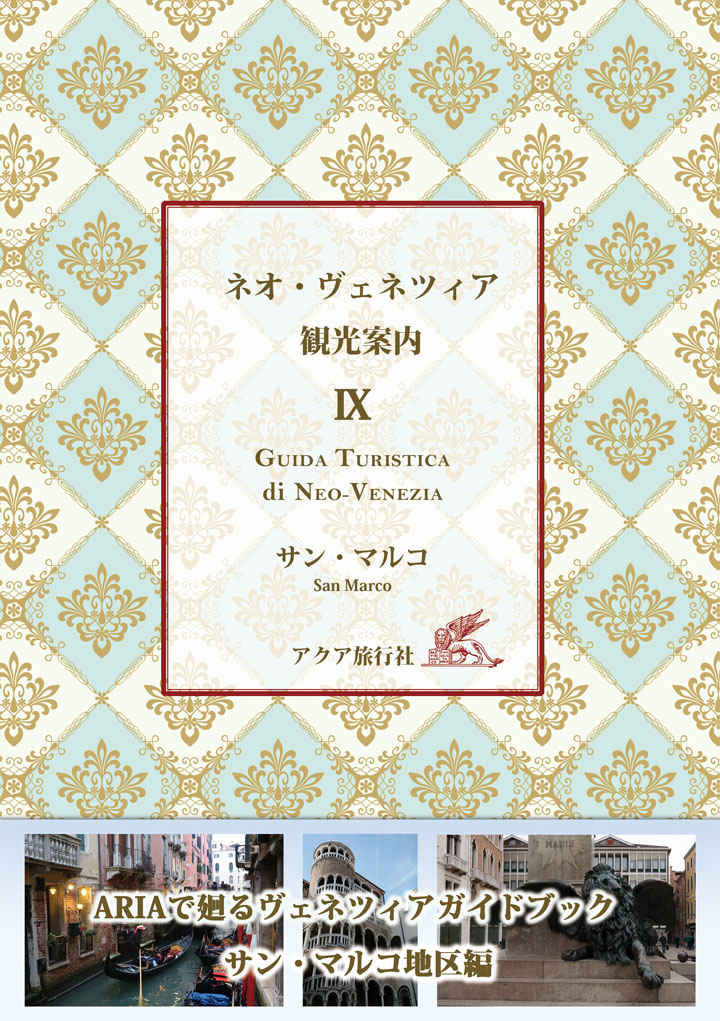 ネオ・ヴェネツィア
観光案内
Ⅸ
GUIDA TURISTICA
di NEO-VENEZIA
サン・マルコ
San Marco
アクア旅行社
ARIAで廻るヴェネツィアガイドブック
サン・マルコ地区編